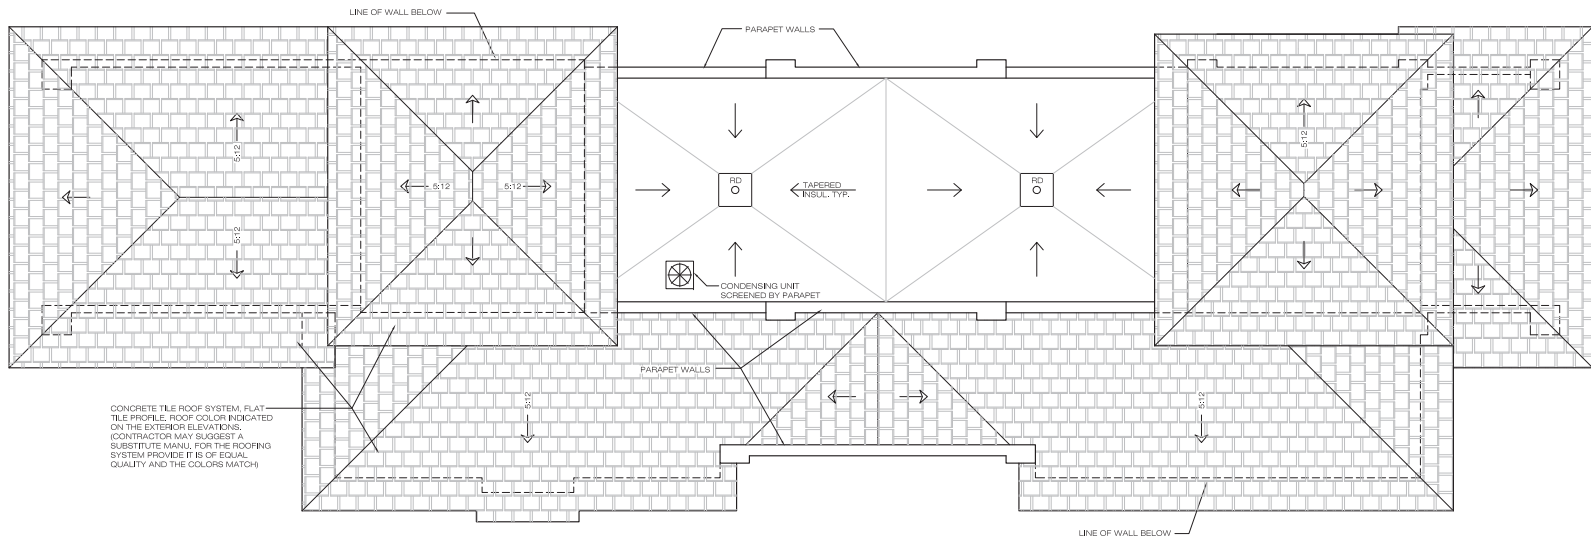 LINE OF WALL BELOW
PARAPET WALLS
5:12
5:12
5:12
5:12
5:12
RD
RD
TAPERED
INSUL. TYP.
CONDENSING UNIT
SCREENED BY PARAPET
PARAPET WALLS
5:12
5:12
CONCRETE TILE ROOF SYSTEM, FLAT
TILE PROFILE, ROOF COLOR INDICATED
ON THE EXTERIOR ELEVATIONS.
(CONTRACTOR MAY SUGGEST A
SUBSTITUTE MANU. FOR THE ROOFING
SYSTEM PROVIDE IT IS OF EQUAL
QUALITY AND THE COLORS MATCH)
LINE OF WALL BELOW